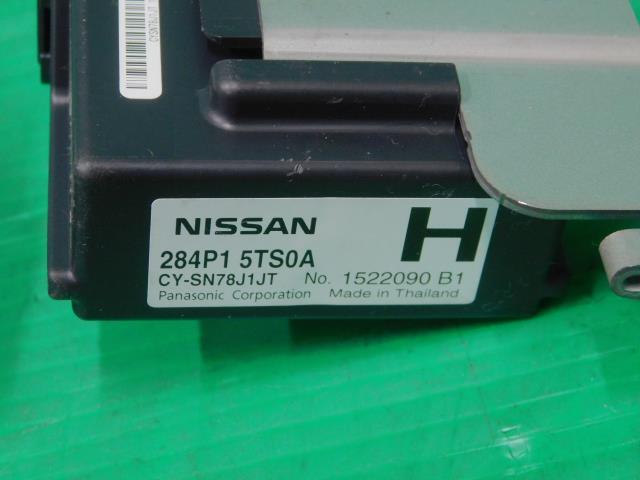 NISSAN
H
284P1 5TS0A
CY-SN78J1JT No. 1522090 B1
Panasonic Corporation Made in Thailand